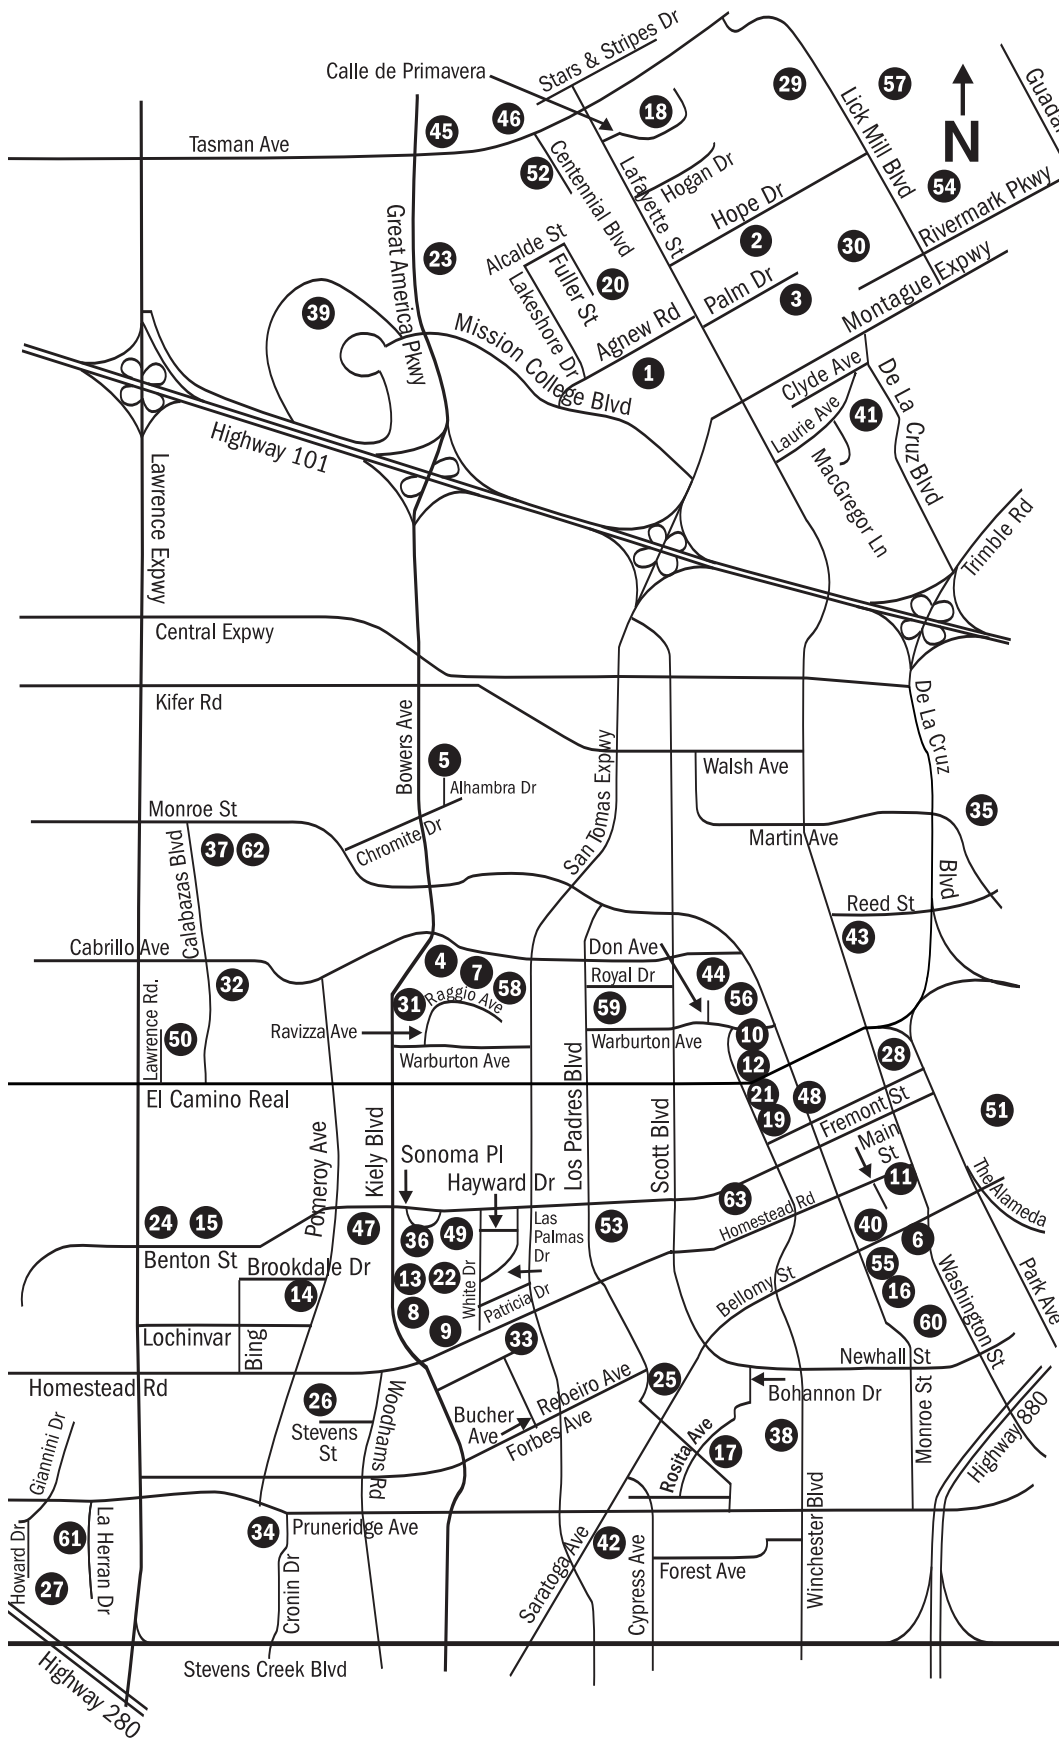 Stars & Stripes Dr
Calle de Primavera
29
57
Guadal
18
46
45
Lick Mill Blvd
N
Tasman Ave
Centennial Blvd
52
Lafayette St
Hogan Dr
54
Hope Dr
Rivermark Pkwy
Great America Pkwy
23
Alcalde St
2
30
Fuller St
20
Lakeshore Dr
Palm Dr
3
Montague Expwy
39
Mission College Blvd
Agnew Rd
1
Clyde Ave
De La Cruz Blvd
Laurie Ave
41
Highway 101
MacGregor Ln
Lawrence Expwy
Trimble Rd
Central Expwy
Kifer Rd
De La Cruz
Bowers Ave
5
San Tomas Expwy
Walsh Ave
Alhambra Dr
Monroe St
35
Chromite Dr
Martin Ave
37
62
Calabazas Blvd
Blvd
Reed St
43
Cabrillo Ave
Don Ave
4
7
58
44
32
Royal Dr
31
Raggio Ave
59
56
Lawrence Rd.
50
Ravizza Ave
Warburton Ave
Warburton Ave
10
28
12
El Camino Real
21
48
19
Fremont St
51
Los Padres Blvd
Scott Blvd
Pomeroy Ave
Kiely Blvd
Sonoma Pl
Main St
Hayward Dr
11
The Alameda
63
Homestead Rd
24
15
47
36
49
Las Palmas Dr
53
40
6
Benton St
Brookdale Dr
13
22
White Dr
55
14
8
Patricia Dr
Bellomy St
16
Washington St
Park Ave
9
60
Lochinvar
Bing
33
Newhall St
Homestead Rd
25
Rebeiro Ave
Bohannon Dr
26
Woodhams Rd
Bucher Ave
Forbes Ave
Stevens St
Giannini Dr
Rosita Ave
17
38
Monroe St
Highway 880
La Herran Dr
Howard Dr
61
34
Pruneridge Ave
42
Winchester Blvd
27
Cronin Dr
Saratoga Ave
Cypress Ave
Forest Ave
Stevens Creek Blvd
Highway 280